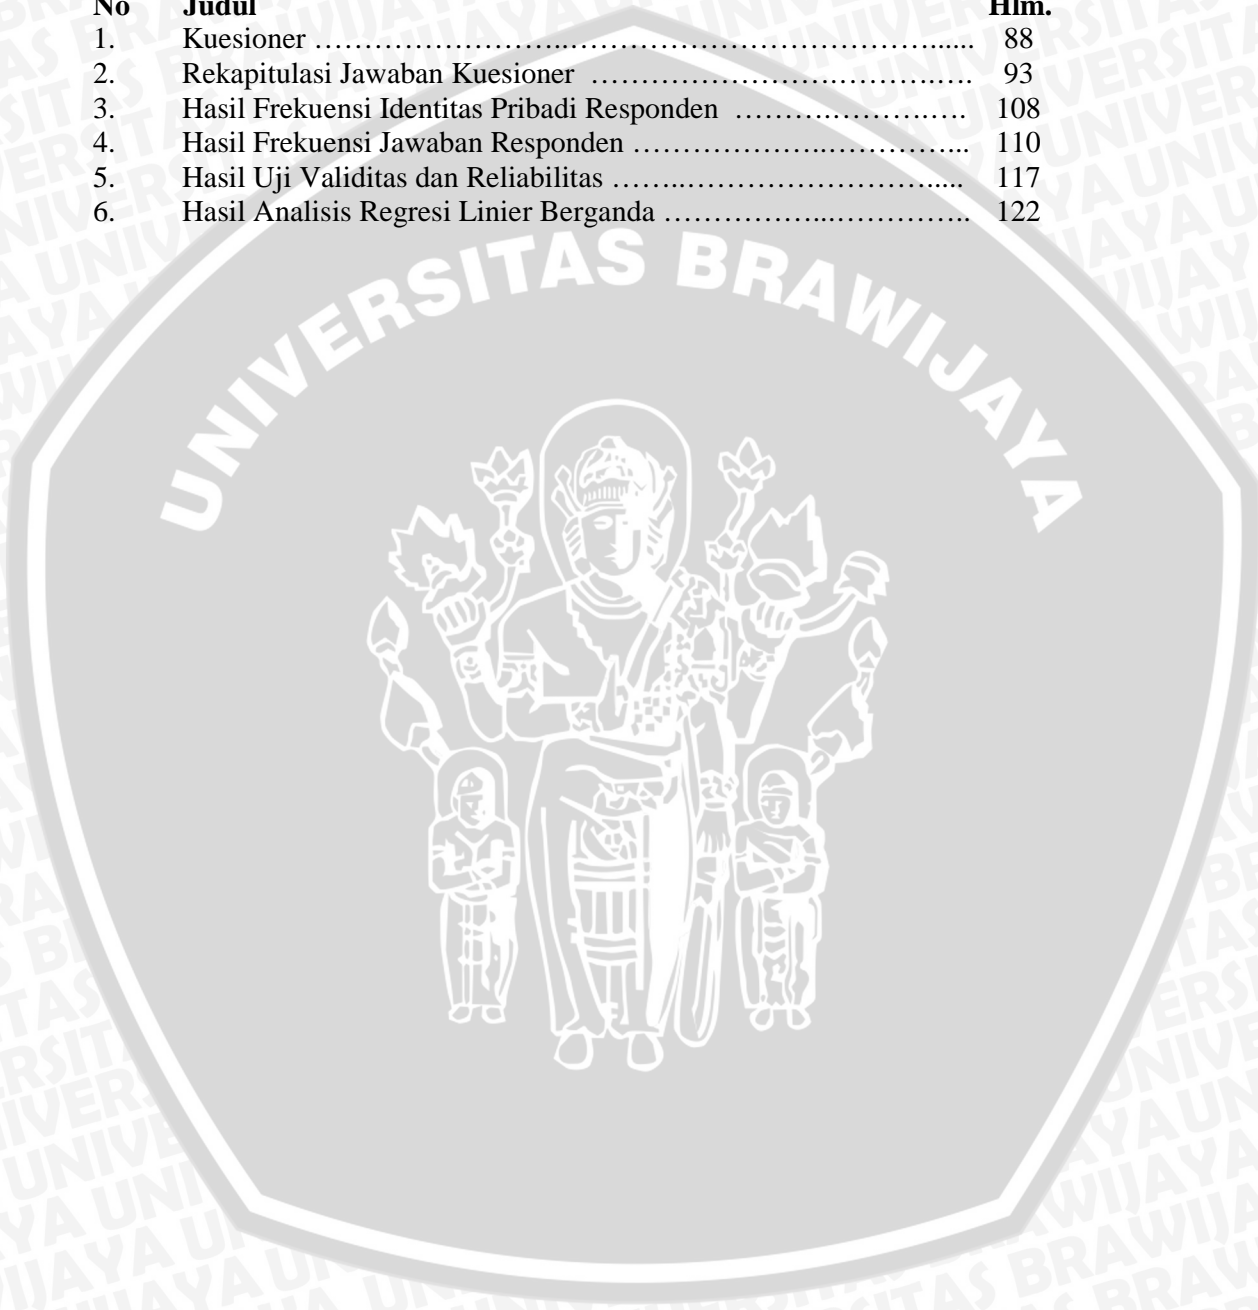 No Judul Hlm.
1. Kuesioner ……………………..………………………………...... 88
2. Rekapitulasi Jawaban Kuesioner …………………….……….…. 93
3. Hasil Frekuensi Identitas Pribadi Responden ……….……….…. 108
4. Hasil Frekuensi Jawaban Responden ………………..…………... 110
5. Hasil Uji Validitas dan Reliabilitas ……..……………………..... 117
6. Hasil Analisis Regresi Linier Berganda ……………...………….. 122
UNIVERSITAS BRAWIJAYA